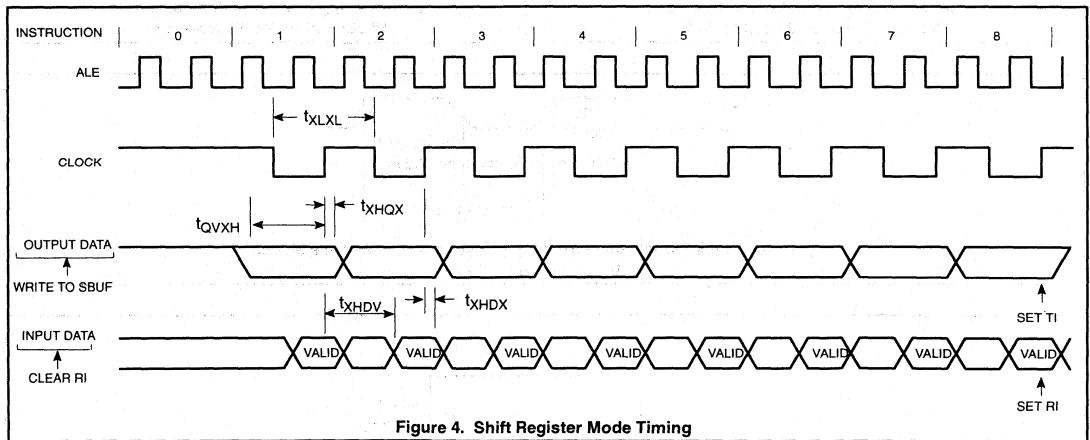 INSTRUCTION 0 1 2 3 4 5 6 7 8
ALE
tXLXL
CLOCK
tXHQX
tQVXH
OUTPUT DATA
WRITE TO SBUF
tXHDV
tXHDX
SET TI
INPUT DATA
VALID VALID VALID VALID VALID VALID VALID VALID
CLEAR RI
SET RI
Figure 4. Shift Register Mode Timing